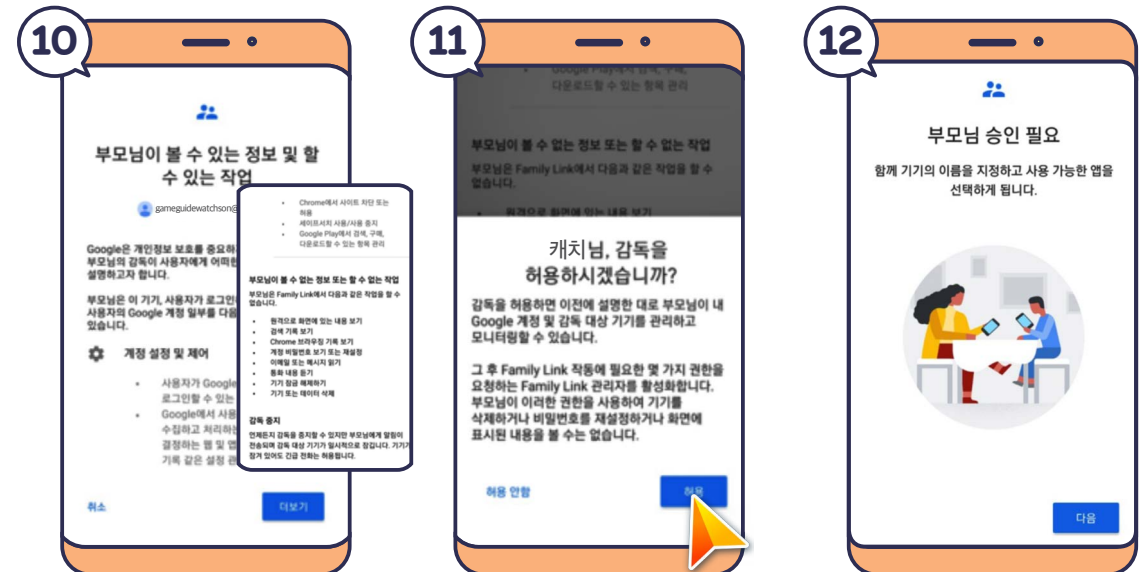 10
부모님이 볼 수 있는 정보 및 할
수 있는 작업
gameguidewatchson@
Google은 개인정보 보호를 중요하
부모님의 감독이 사용자에게 어떠한
설명하고자 합니다.
부모님은 이 기기, 사용자가 로그인
사용자의 Google 계정 일부를 다음
있습니다.
계정 설정 및 제어
• 사용자가 Google
로그인할 수 있는
• Google에서 사용
수집하고 처리하는
결정하는 웹 및 앱
기록 같은 설정 관
취소
더보기
• Chrome에서 사이트 차단 또는
허용
• 세이프서치 사용/사용 중지
• Google Play에서 검색, 구매,
다운로드할 수 있는 항목 관리
부모님이 볼 수 없는 정보 또는 할 수 없는 작업
부모님은 Family Link에서 다음과 같은 작업을 할 수
없습니다.
• 원격으로 화면에 있는 내용 보기
• 검색 기록 보기
• Chrome 브라우징 기록 보기
• 계정 비밀번호 보기 또는 재설정
• 이메일 또는 메시지 읽기
• 통화 내용 듣기
• 기기 잠금 해제하기
• 기기 또는 데이터 삭제
감독 중지
언제든지 감독을 중지할 수 있지만 부모님에게 알림이
전송되며 감독 대상 기기가 일시적으로 잠깁니다. 기기가
잠겨 있어도 긴급 전화는 허용됩니다.
11
• Google Play에서 검색, 구매,
다운로드할 수 있는 항목 관리
부모님이 볼 수 없는 정보 또는 할 수 없는 작업
부모님은 Family Link에서 다음과 같은 작업을 할 수
없습니다.
• 원격으로 화면에 있는 내용 보기
캐치님, 감독을
허용하시겠습니까?
감독을 허용하면 이전에 설명한 대로 부모님이 내
Google 계정 및 감독 대상 기기를 관리하고
모니터링할 수 있습니다.
그 후 Family Link 작동에 필요한 몇 가지 권한을
요청하는 Family Link 관리자를 활성화합니다.
부모님이 이러한 권한을 사용하여 기기를
삭제하거나 비밀번호를 재설정하거나 화면에
표시된 내용을 볼 수는 없습니다.
허용 안함
허용
12
부모님 승인 필요
함께 기기의 이름을 지정하고 사용 가능한 앱을
선택하게 됩니다.
다음